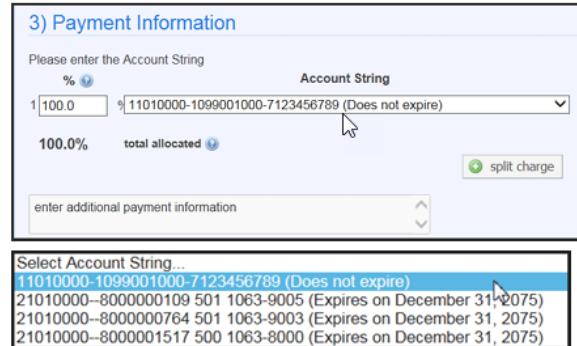 3) Payment Information
Please enter the Account String
% Account String
1 100.0 % 11010000-1099001000-7123456789 (Does not expire)
100.0% total allocated
split charge
enter additional payment information
Select Account String...
11010000-1099001000-7123456789 (Does not expire)
21010000--8000000109 501 1063-9005 (Expires on December 31, 2075)
21010000--8000000764 501 1063-9003 (Expires on December 31, 2075)
21010000--8000001517 500 1063-8000 (Expires on December 31, 2075)